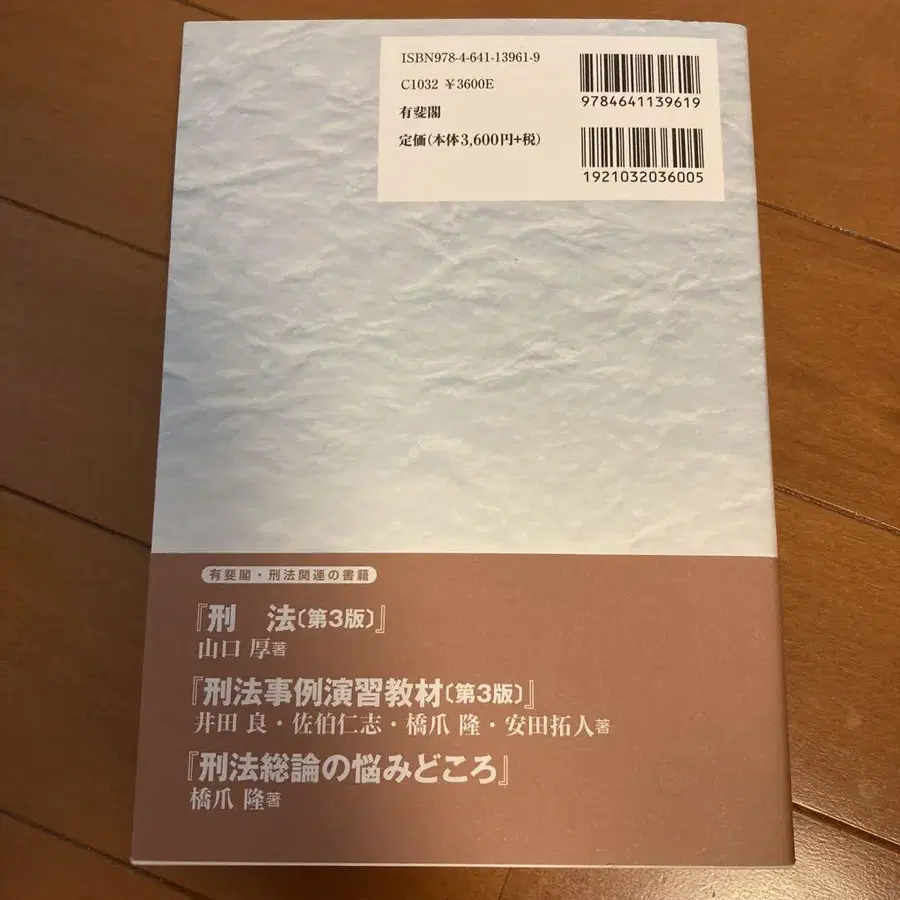 ISBN978-4-641-13961-9
C1032 ¥3600E
有斐閣
定価(本体3,600円+税)
9784641139619
1921032036005
有斐閣・刑法関連の書籍
『刑 法〔第3版〕』
山口 厚著
『刑法事例演習教材〔第3版〕』
井田 良・佐伯仁志・橋爪 隆・安田拓人著
『刑法総論の悩みどころ』
橋爪 隆著